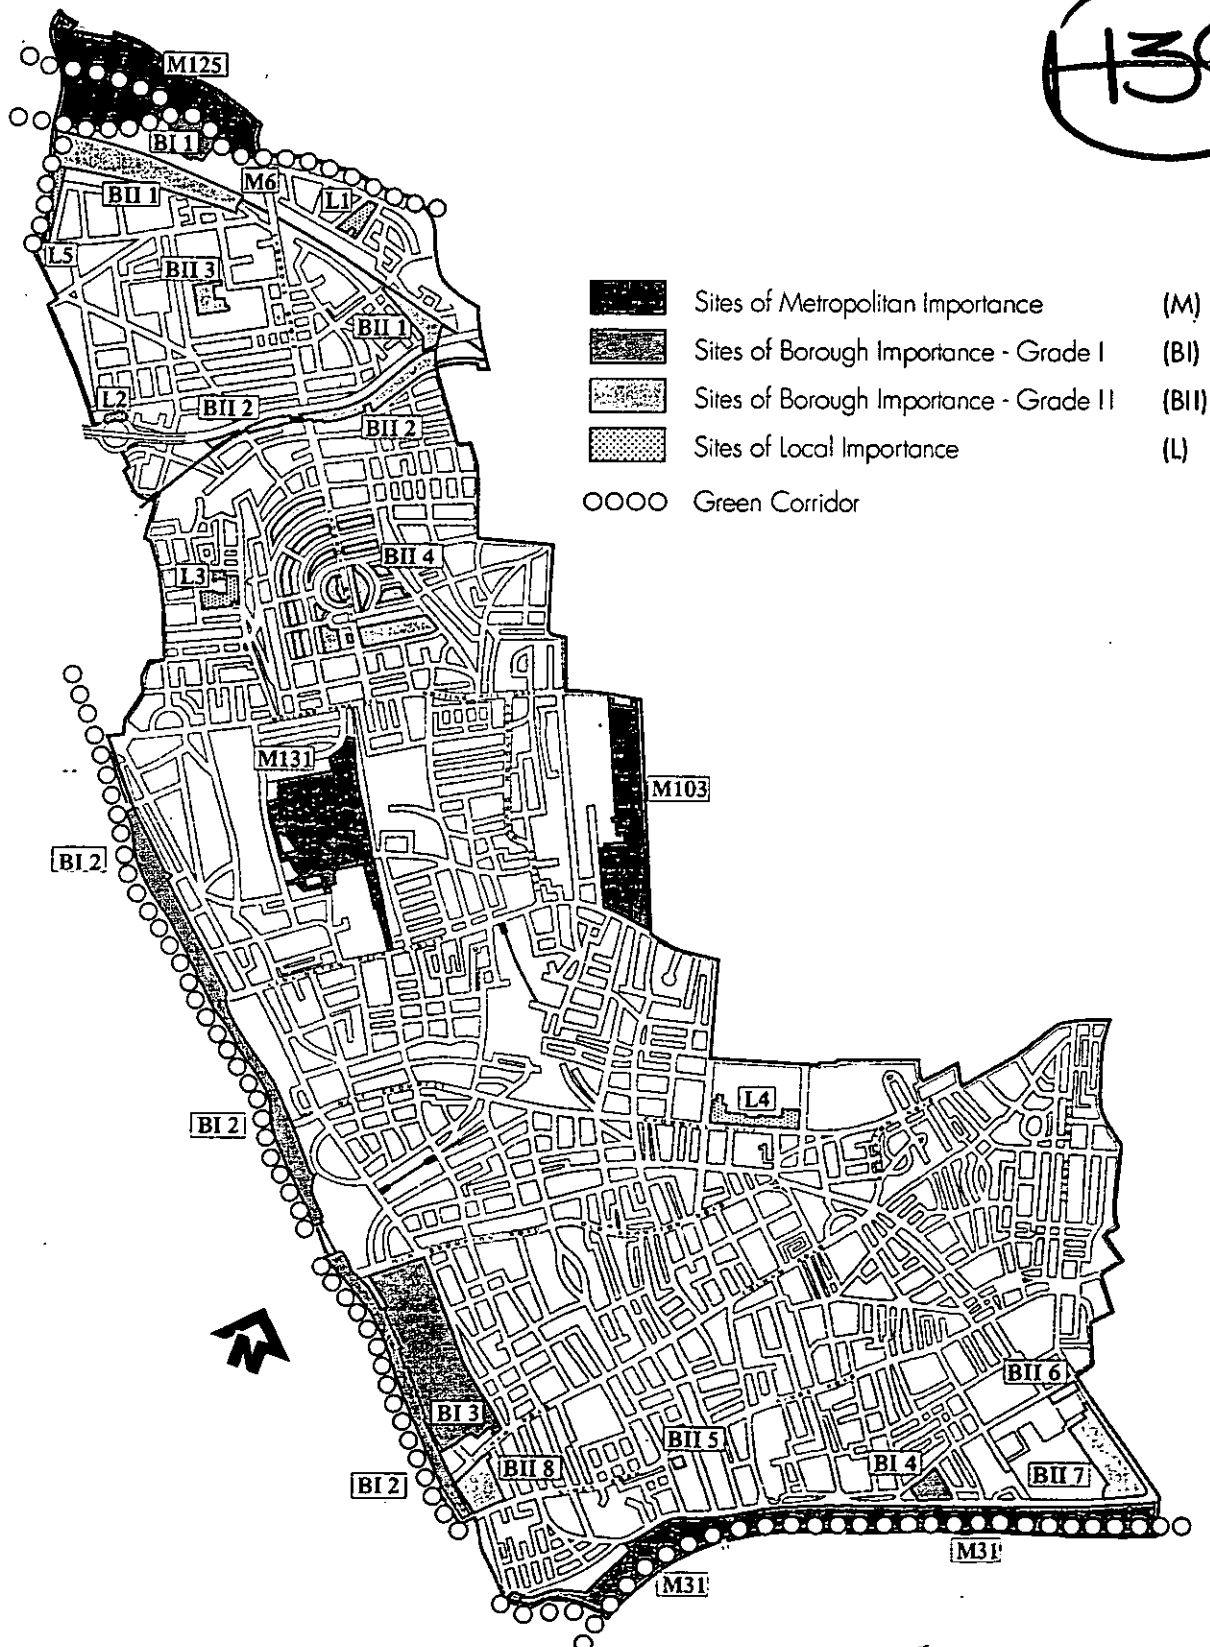 H30
M125
BI 1
M6
BII 1
L1
L5
BII 3
BII 1
Sites of Metropolitan Importance (M)
Sites of Borough Importance - Grade I (BI)
Sites of Borough Importance - Grade II (BII)
Sites of Local Importance (L)
Green Corridor
L2
BII 2
BII 2
BII 4
L3
M131
M103
BI 2
L4
BI 2
N
BII 6
BI 3
BII 5
BII 8
BI 4
BII 7
BI 2
M31
M31